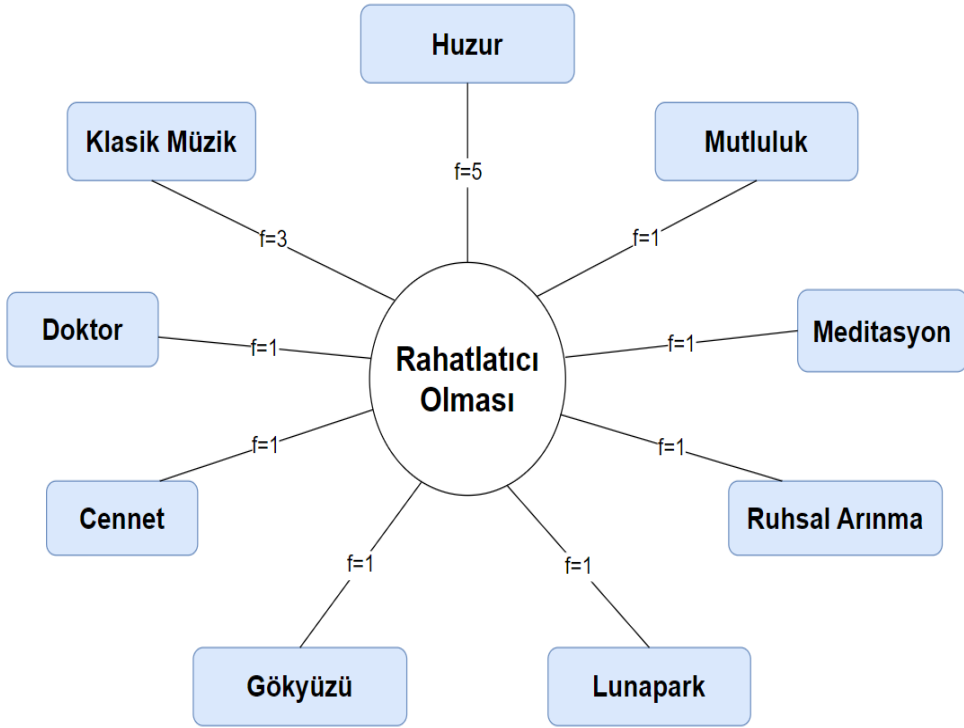 Huzur
Klasik Müzik
Mutluluk
f=5
f=3
f=1
Doktor
f=1
Rahatlatıcı
Olması
f=1
Meditasyon
f=1
f=1
Cennet
Ruhsal Arınma
f=1
f=1
Gökyüzü
Lunapark